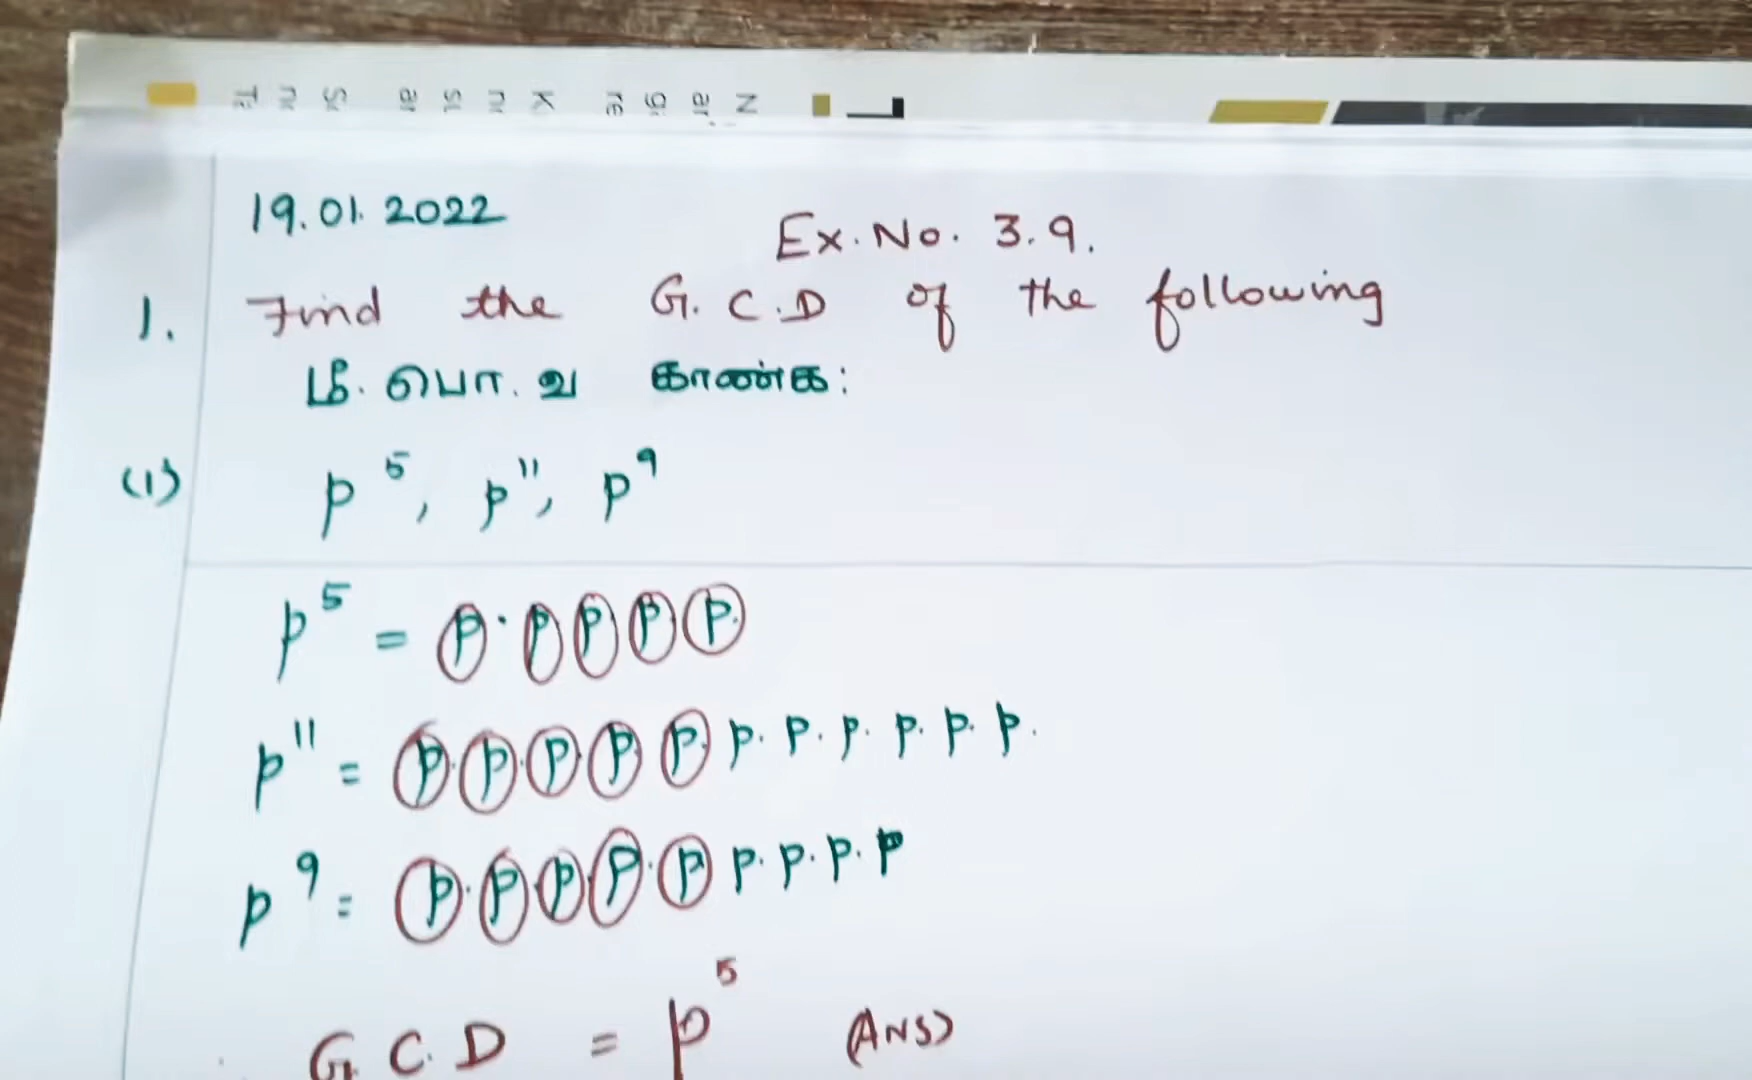 19.01.2022
Ex. No. 3.9.
1. Find the G.C.D of the following
மீ. பொ. வ காண்க:
(1) p⁵, p¹¹, p⁹
p⁵ = p. p p p p.
p¹¹ = p. p. p. p. p. p. p. p. p. p. p.
p⁹ = p. p. p. p. p. p. p. p. p
G.C.D = p⁵ (Ans)